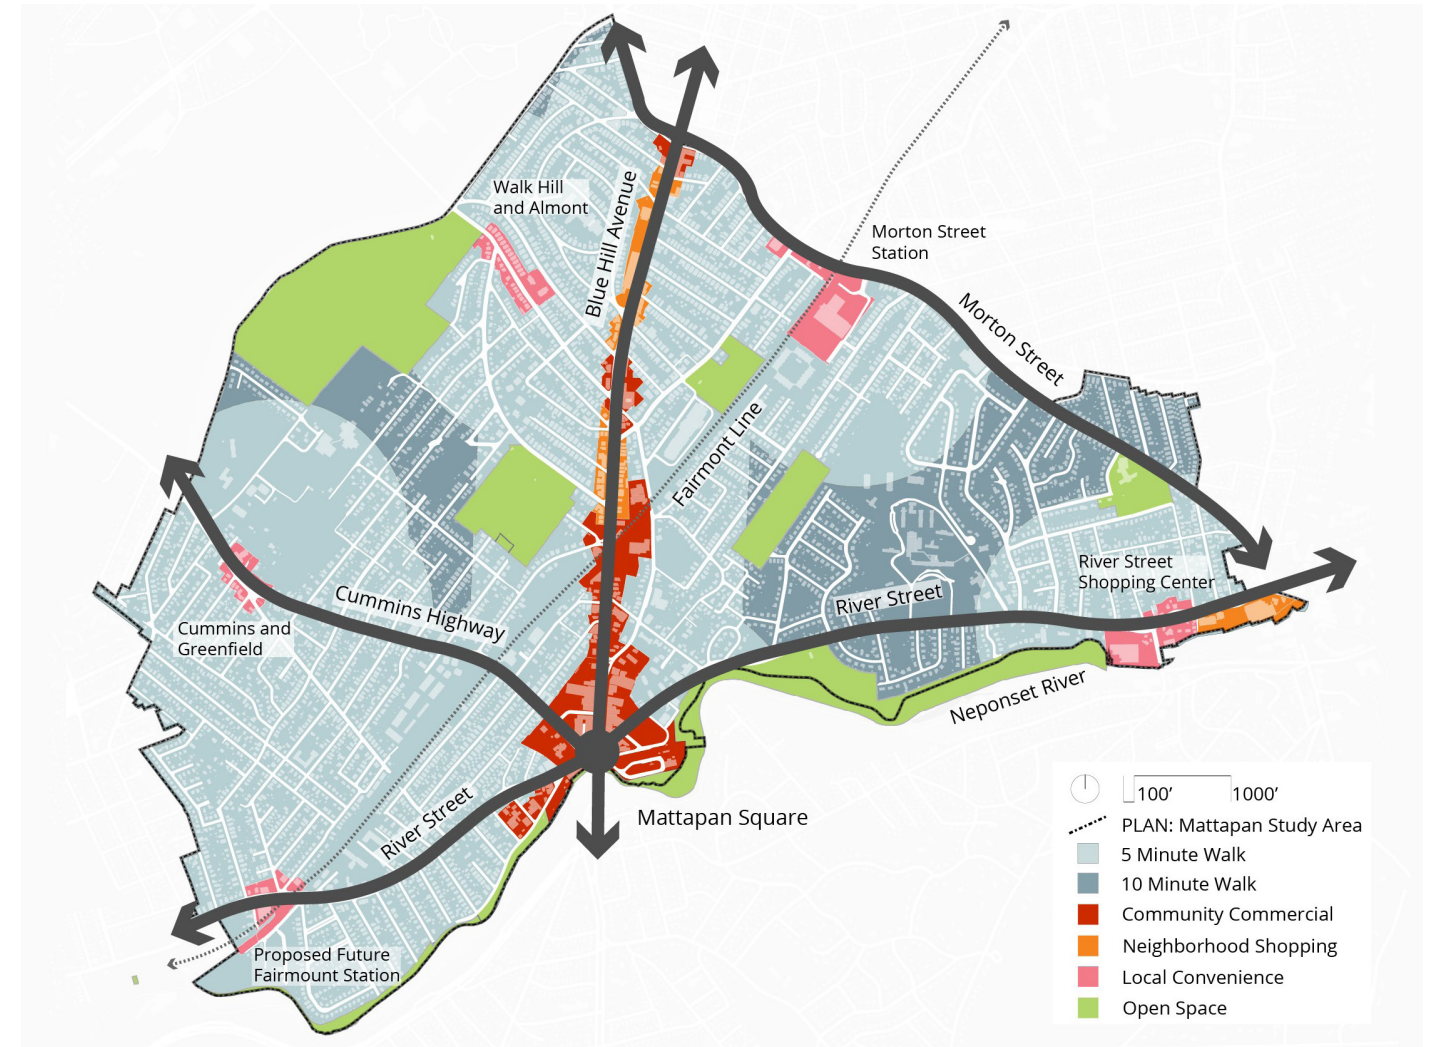 Walk Hill
and Almont
Blue Hill Avenue
Morton Street
Station
Morton Street
Fairmont Line
River Street
Shopping Center
River Street
Cummins Highway
Cummins and
Greenfield
Neponset River
River Street
Mattapan Square
Proposed Future
Fairmount Station
100’
1000’
PLAN: Mattapan Study Area
5 Minute Walk
10 Minute Walk
Community Commercial
Neighborhood Shopping
Local Convenience
Open Space